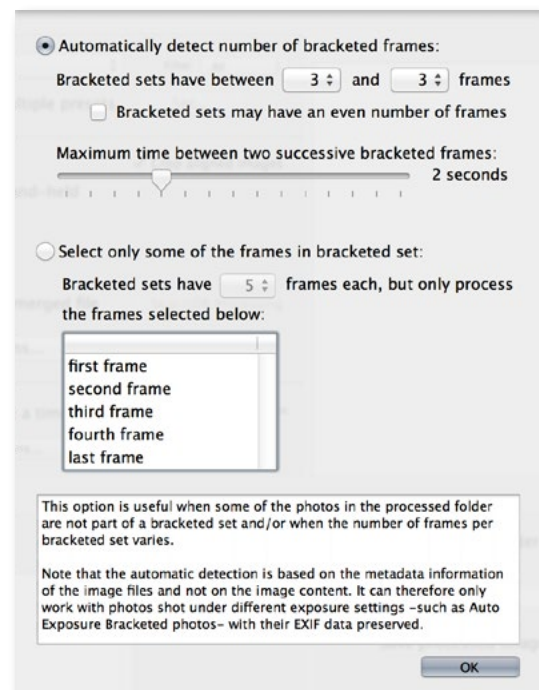 Automatically detect number of bracketed frames:
Bracketed sets have between 3 and 3 frames
Bracketed sets may have an even number of frames
Maximum time between two successive bracketed frames:
2 seconds
Select only some of the frames in bracketed set:
Bracketed sets have 5 frames each, but only process
the frames selected below:
first frame
second frame
third frame
fourth frame
last frame
This option is useful when some of the photos in the processed folder
are not part of a bracketed set and/or when the number of frames per
bracketed set varies.
Note that the automatic detection is based on the metadata information
of the image files and not on the image content. It can therefore only
work with photos shot under different exposure settings -such as Auto
Exposure Bracketed photos- with their EXIF data preserved.
OK